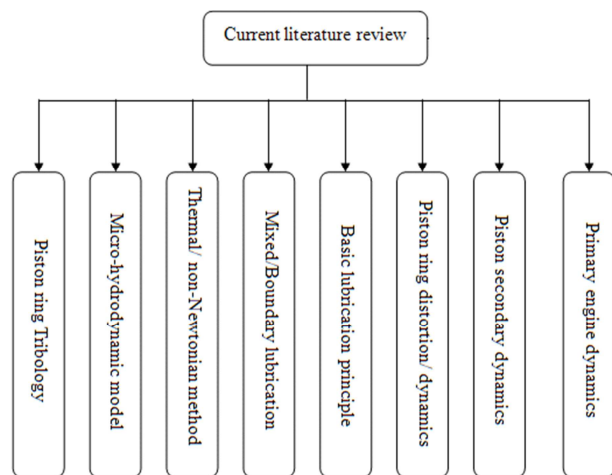 Current literature review
Piston ring Tribology
Micro-hydrodynamic model
Thermal/ non-Newtonian method
Mixed/Boundary lubrication
Basic lubrication principle
Piston ring distortion/ dynamics
Piston secondary dynamics
Primary engine dynamics